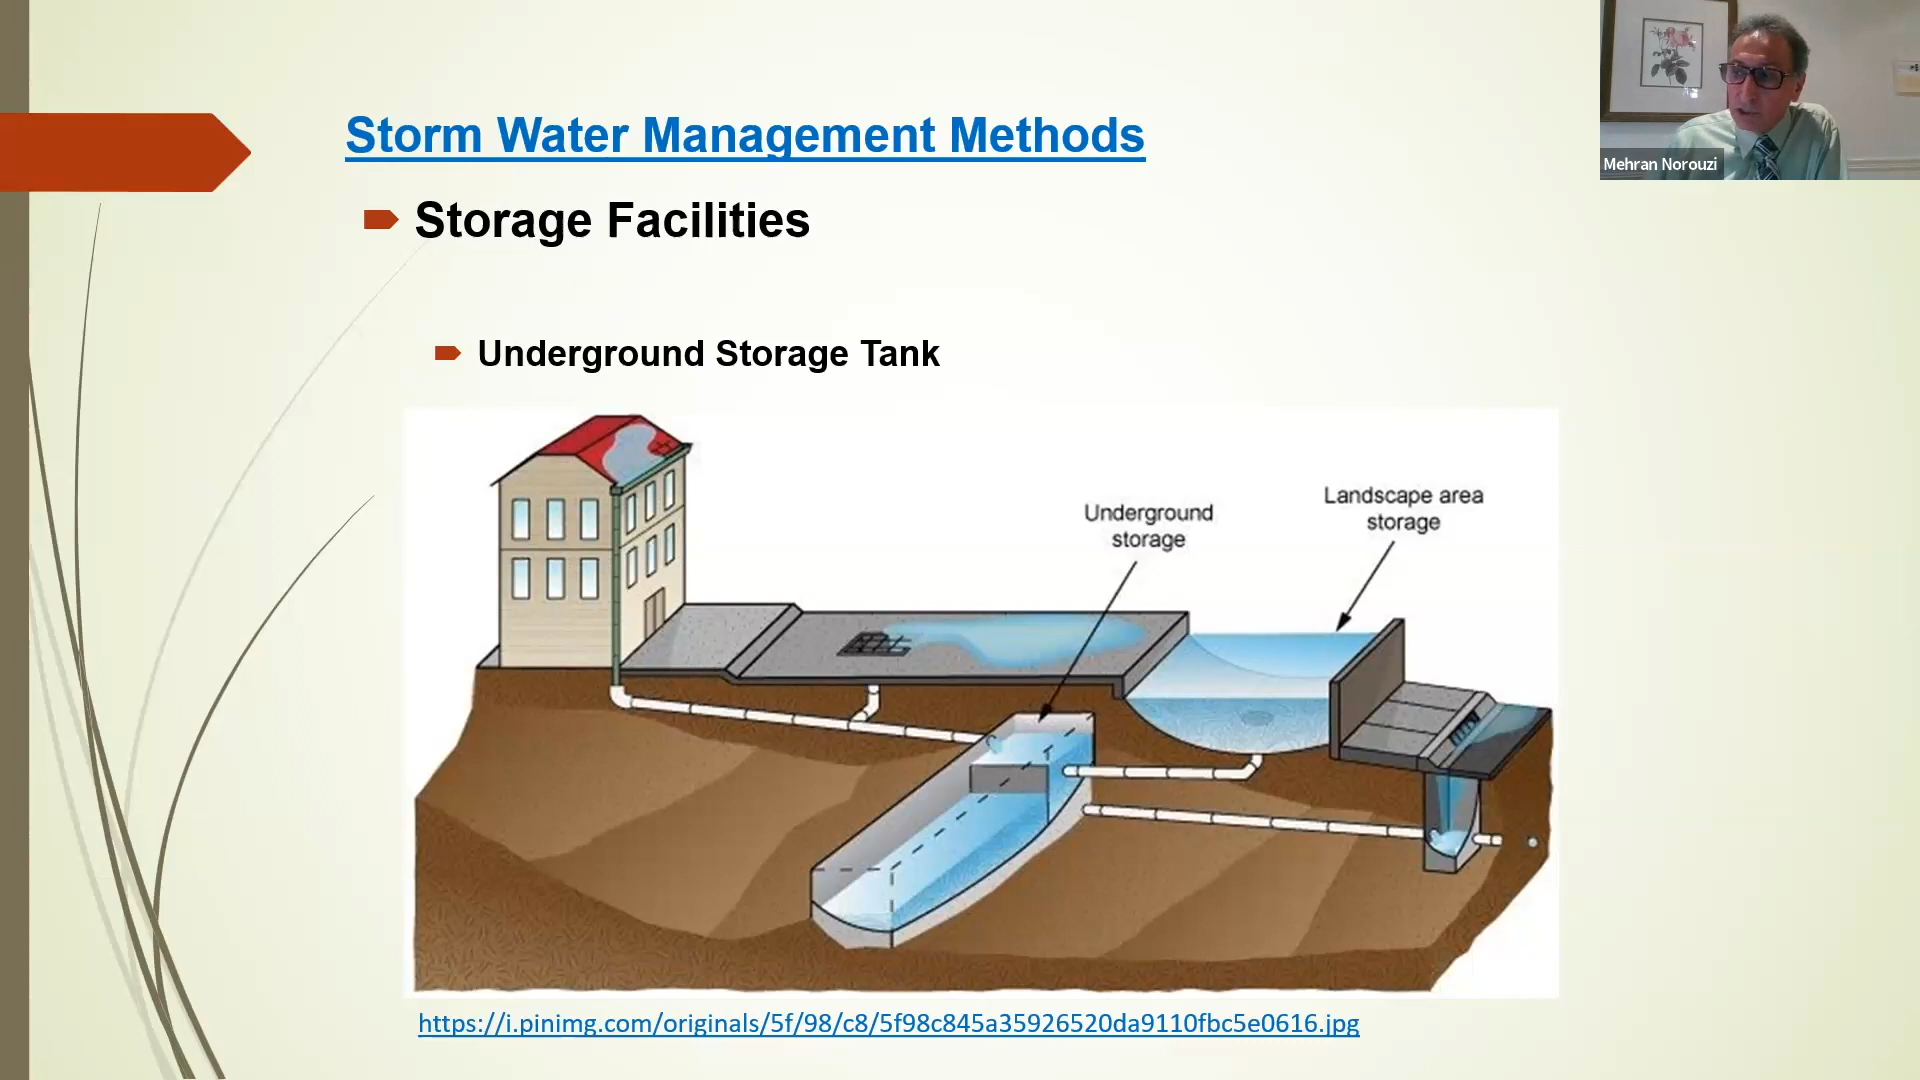 Storm Water Management Methods
Mehran Norouzi
Storage Facilities
Underground Storage Tank
Underground
storage
Landscape area
storage
https://i.pinimg.com/originals/5f/98/c8/5f98c845a35926520da9110fbc5e0616.jpg